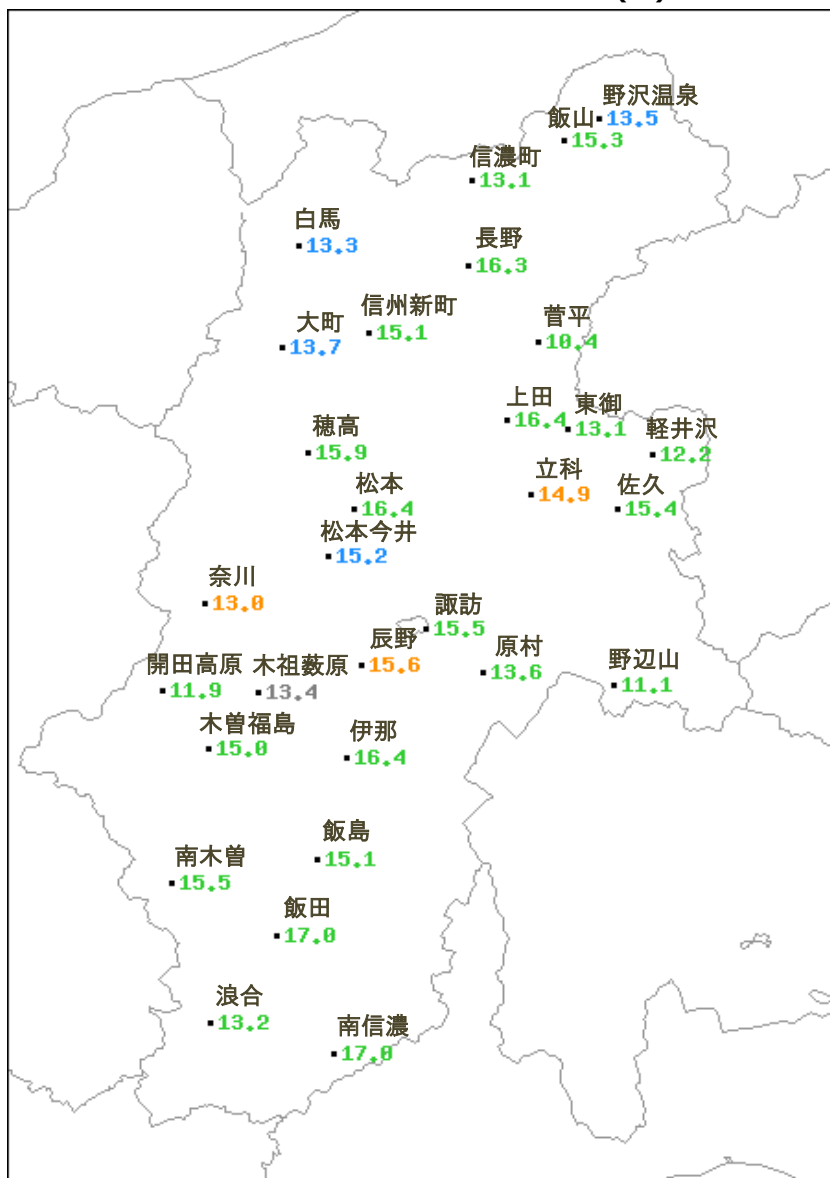 野沢温泉
13.5
飯山
15.3
信濃町
13.1
白馬
13.3
長野
16.3
信州新町
15.1
大町
13.7
菅平
10.4
上田
16.4
東御
13.1
軽井沢
12.2
穂高
15.9
松本
16.4
立科
14.9
佐久
15.4
松本今井
15.2
奈川
13.0
諏訪
15.5
辰野
15.6
原村
13.6
野辺山
11.1
開田高原
11.9
木祖薮原
13.4
木曽福島
15.0
伊那
16.4
飯島
15.1
南木曽
15.5
飯田
17.0
浪合
13.2
南信濃
17.0